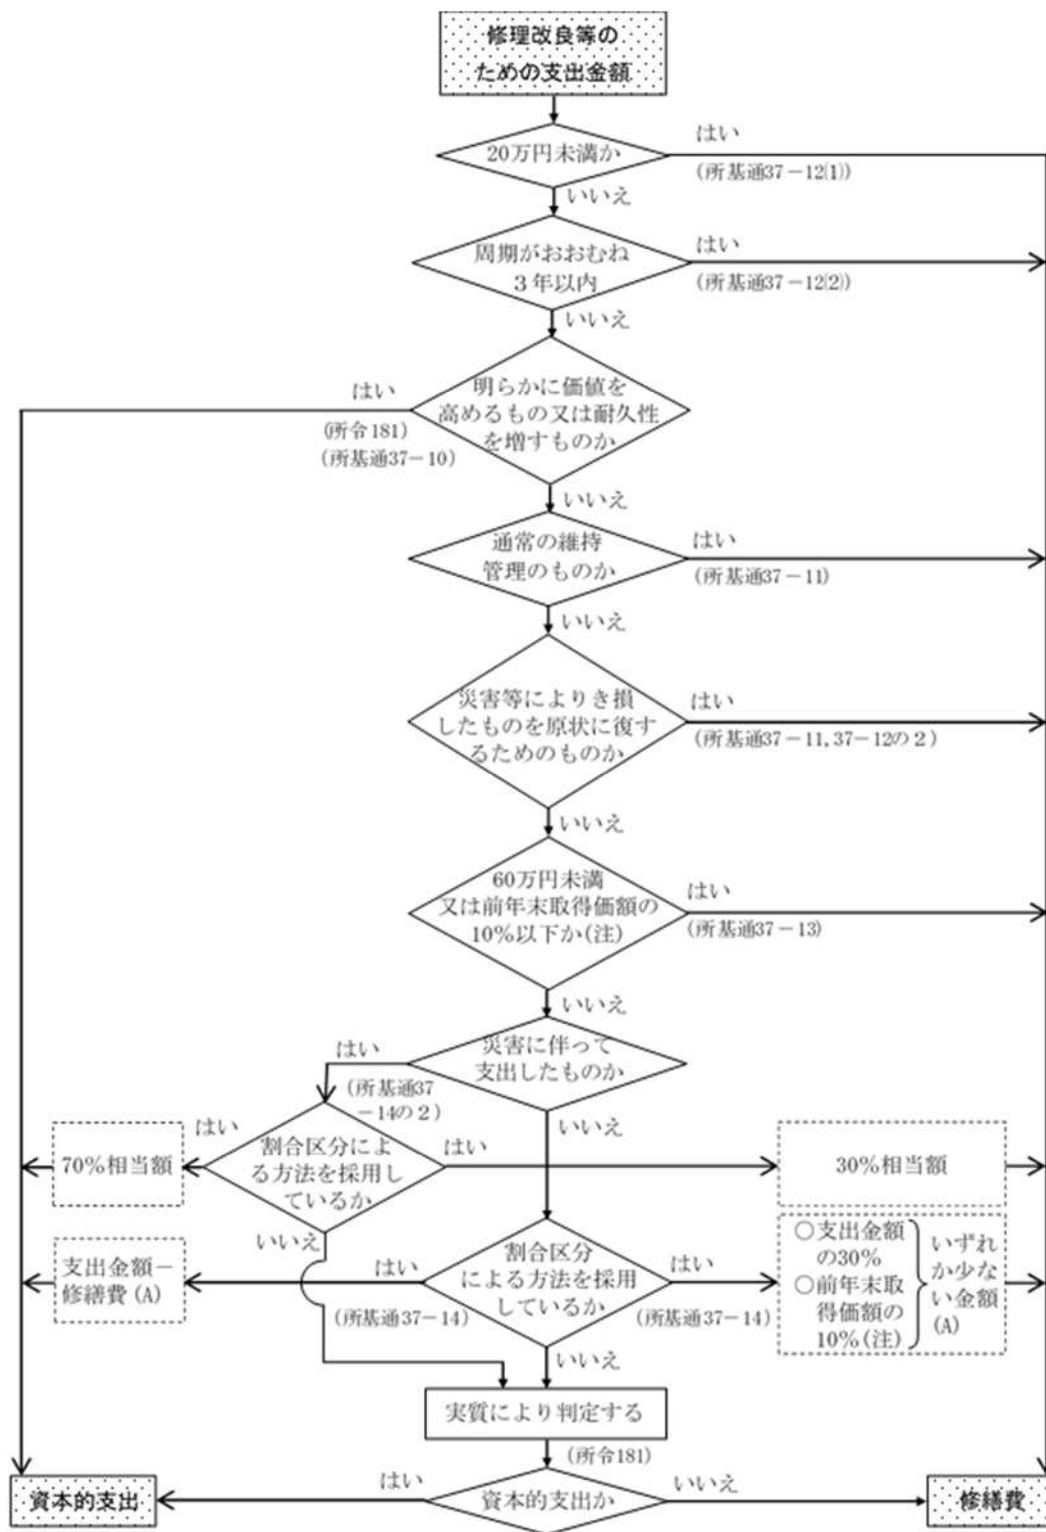 修理改良等の
ための支出金額
20万円未満か
はい
(所基通37－12⑴)
いいえ
周期がおおむね
３年以内
はい
(所基通37－12⑵)
いいえ
明らかに価値を
高めるもの又は耐久性
を増すものか
はい
(所令181)
(所基通37－10)
いいえ
通常の維持
管理のものか
はい
(所基通37－11)
いいえ
災害等によりき損
したものを原状に復す
るためのものか
はい
(所基通37－11, 37－12の２)
いいえ
60万円未満
又は前年末取得価額の
10%以下か(注)
はい
(所基通37－13)
いいえ
災害に伴って
支出したものか
はい
(所基通37
－14の２)
いいえ
割合区分によ
る方法を採用し
ているか
はい
70%相当額
はい
30%相当額
いいえ
割合区分
による方法を採用
しているか
はい
(所基通37－14)
支出金額－
修繕費(A)
はい
(所基通37－14)
○支出金額
の30%
○前年末取
得価額の
10%(注)
いずれ
か少な
い金額
(A)
いいえ
実質により判定する
(所令181)
資本的支出か
はい
資本的支出
いいえ
修繕費